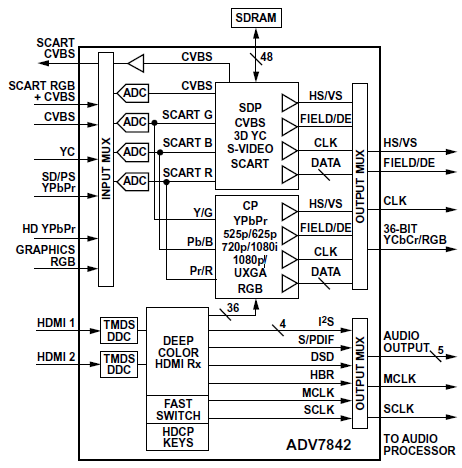 SDRAM
SCART
CVBS
CVBS
48
SCART RGB
+ CVBS
CVBS
YC
SD/PS
YPbPr
HD YPbPr
GRAPHICS
RGB
INPUT MUX
ADC
ADC
ADC
ADC
CVBS
SCART G
SCART B
SCART R
Y/G
Pb/B
Pr/R
SDP
CVBS
3D YC
S-VIDEO
SCART
HS/VS
FIELD/DE
CLK
DATA
CP
YPbPr
525p/625p
720p/1080i
1080p/
UXGA
RGB
HS/VS
FIELD/DE
CLK
DATA
OUTPUT MUX
HS/VS
FIELD/DE
CLK
36-BIT
YCbCr/RGB
HDMI 1
HDMI 2
TMDS
DDC
TMDS
DDC
DEEP
COLOR
HDMI Rx
FAST
SWITCH
HDCP
KEYS
36
4
I2S
S/PDIF
DSD
HBR
MCLK
SCLK
OUTPUT MUX
AUDIO
OUTPUT
5
MCLK
SCLK
TO AUDIO
PROCESSOR
ADV7842